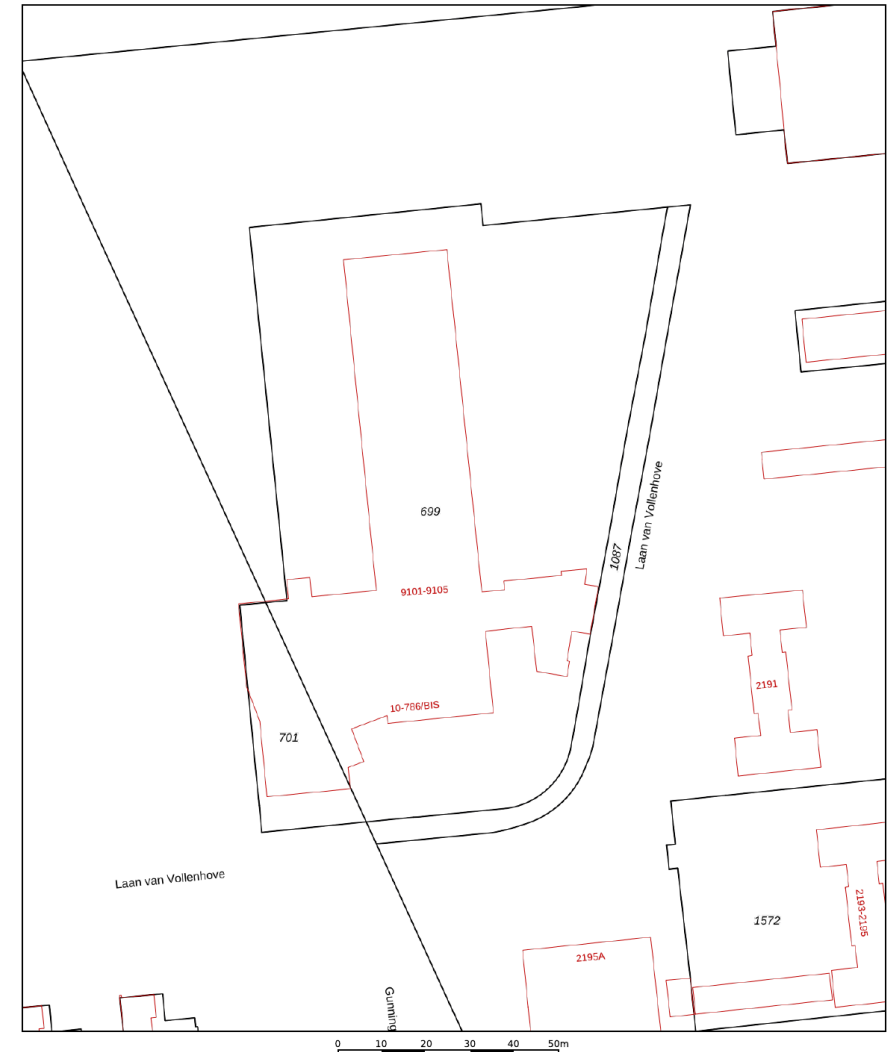 699
1087
Laan van Vollenhove
9101-9105
2191
10-786/BIS
701
Laan van Vollenhove
1572
2193-2195
2195A
Gunning
0 10 20 30 40 50m